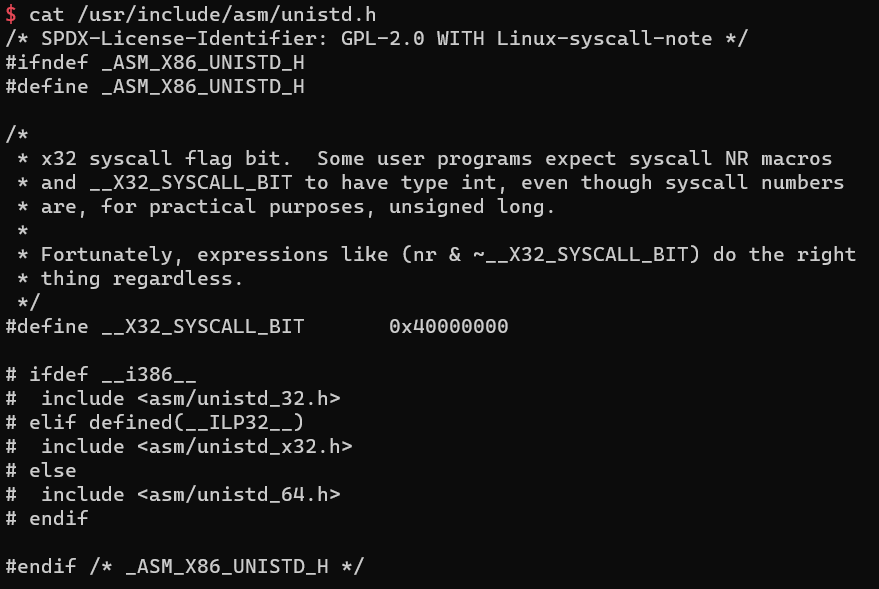 $ cat /usr/include/asm/unistd.h
/* SPDX-License-Identifier: GPL-2.0 WITH Linux-syscall-note */
#ifndef _ASM_X86_UNISTD_H
#define _ASM_X86_UNISTD_H

/*
 * x32 syscall flag bit.  Some user programs expect syscall NR macros
 * and __X32_SYSCALL_BIT to have type int, even though syscall numbers
 * are, for practical purposes, unsigned long.
 *
 * Fortunately, expressions like (nr & ~__X32_SYSCALL_BIT) do the right
 * thing regardless.
 */
#define __X32_SYSCALL_BIT       0x40000000

# ifdef __i386__
#  include <asm/unistd_32.h>
# elif defined(__ILP32__)
#  include <asm/unistd_x32.h>
# else
#  include <asm/unistd_64.h>
# endif

#endif /* _ASM_X86_UNISTD_H */